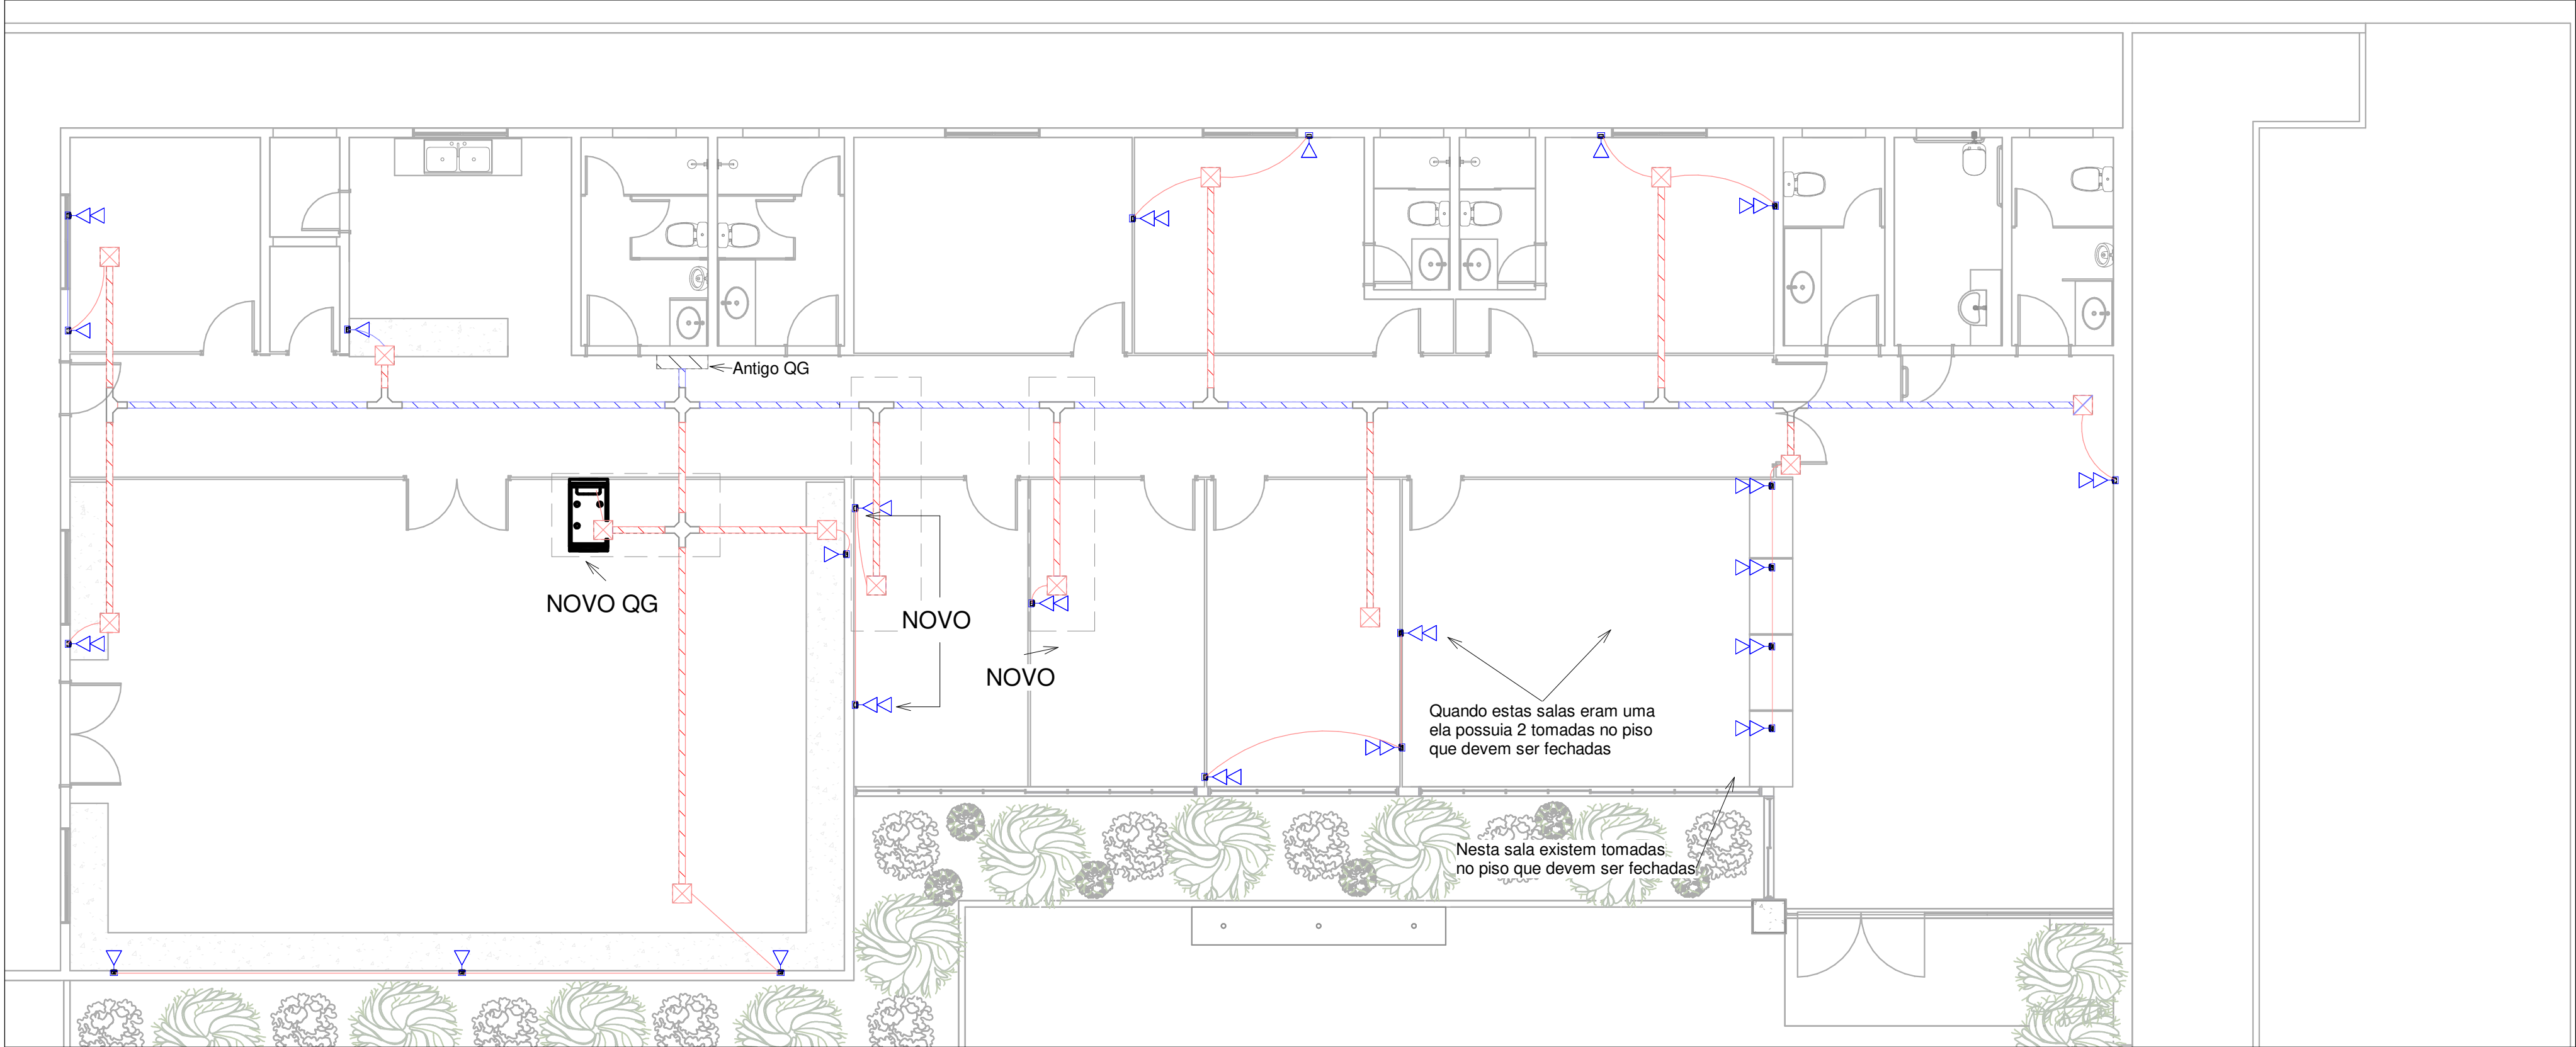 Antigo QG
NOVO QG
NOVO
NOVO
Quando estas salas eram uma
ela possuia 2 tomadas no piso
que devem ser fechadas
Nesta sala existem tomadas
no piso que devem ser fechadas